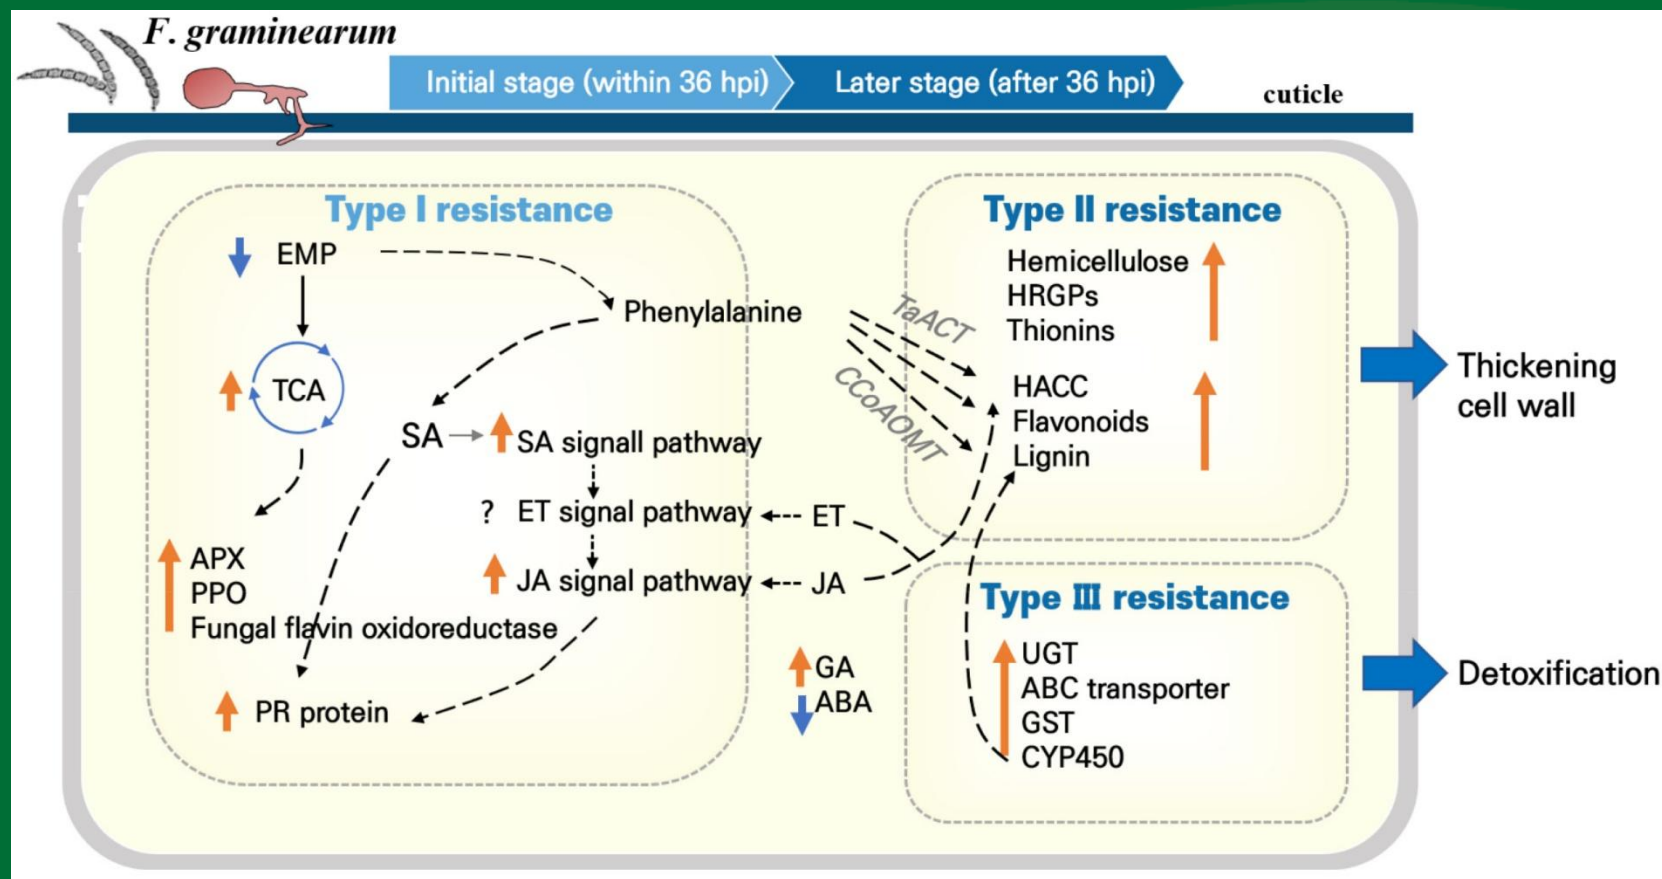 F. graminearum
Initial stage (within 36 hpi)
Later stage (after 36 hpi)
cuticle
Type I resistance
EMP
Phenylalanine
TCA
SA
SA signall pathway
? ET signal pathway
ET
JA signal pathway
JA
APX
PPO
Fungal flavin oxidoreductase
PR protein
GA
ABA
TaACT
CCoAOMT
Type II resistance
Hemicellulose
HRGPs
Thionins
HACC
Flavonoids
Lignin
Thickening
cell wall
Type III resistance
UGT
ABC transporter
GST
CYP450
Detoxification